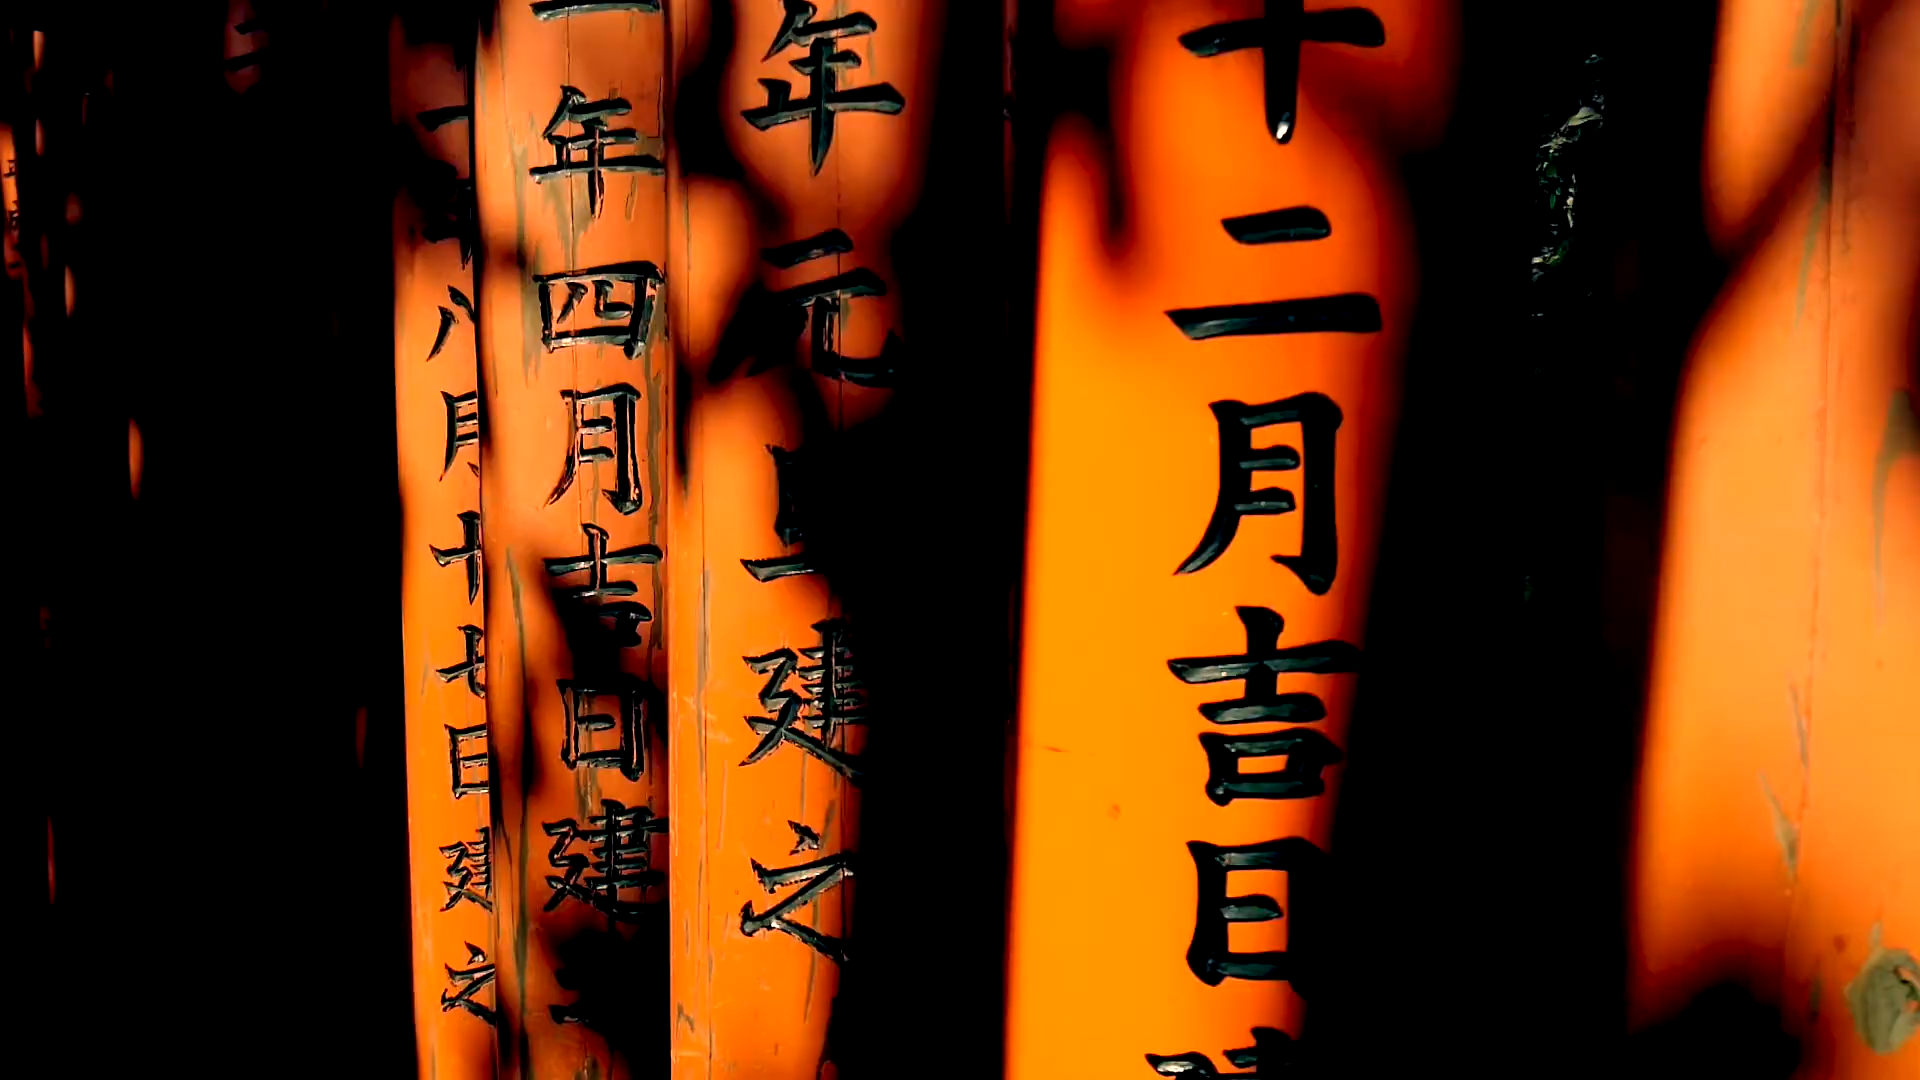 十二月吉日
年元旦建之
年四月吉日建
八月十七日建之